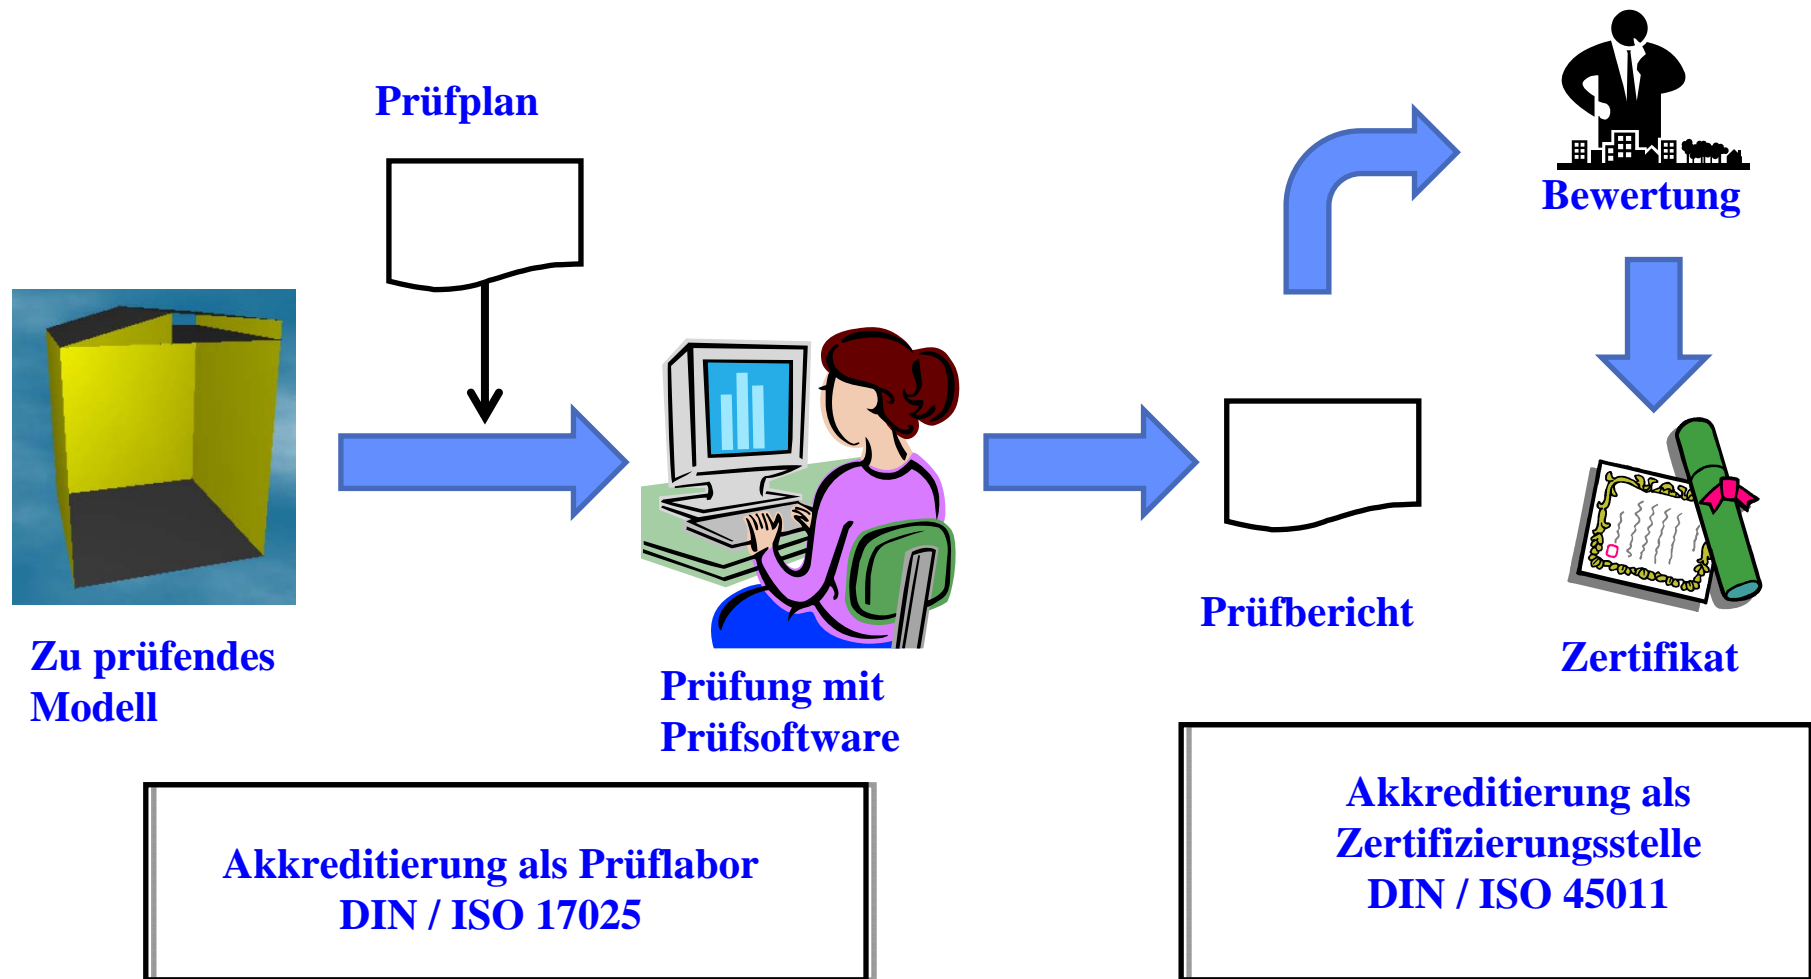 Prüfplan
Bewertung
Zu prüfendes
Modell
Prüfung mit
Prüfsoftware
Prüfbericht
Zertifikat
Akkreditierung als Prüflabor
DIN / ISO 17025
Akkreditierung als
Zertifizierungsstelle
DIN / ISO 45011